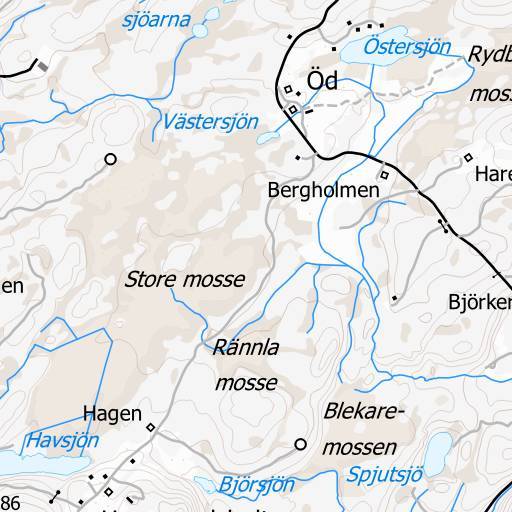 sjöarna
Östersjön
Rydb
moss
Öd
Västersjön
Bergholmen
Hare
Store mosse
en
Björker
Rännla
mosse
Hagen
Blekare-
mossen
Havsjön
Björsjön
Spjutsjö
86